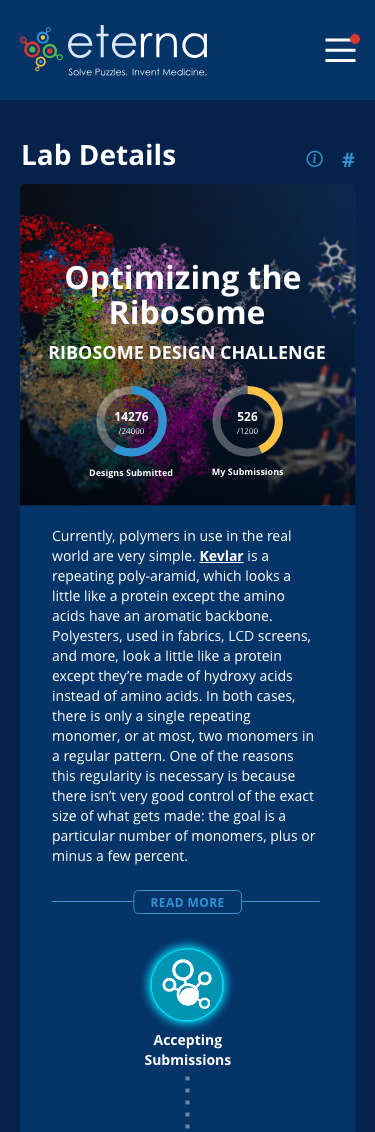 eterna
Solve Puzzles. Invent Medicine.
Lab Details
i #
Optimizing the
Ribosome
RIBOSOME DESIGN CHALLENGE
14276
/24000
Designs Submitted
526
/1200
My Submissions
Currently, polymers in use in the real
world are very simple. Kevlar is a
repeating poly-aramid, which looks a
little like a protein except the amino
acids have an aromatic backbone.
Polyesters, used in fabrics, LCD screens,
and more, look a little like a protein
except they’re made of hydroxy acids
instead of amino acids. In both cases,
there is only a single repeating
monomer, or at most, two monomers in
a regular pattern. One of the reasons
this regularity is necessary is because
there isn’t very good control of the exact
size of what gets made: the goal is a
particular number of monomers, plus or
minus a few percent.
READ MORE
Accepting
Submissions